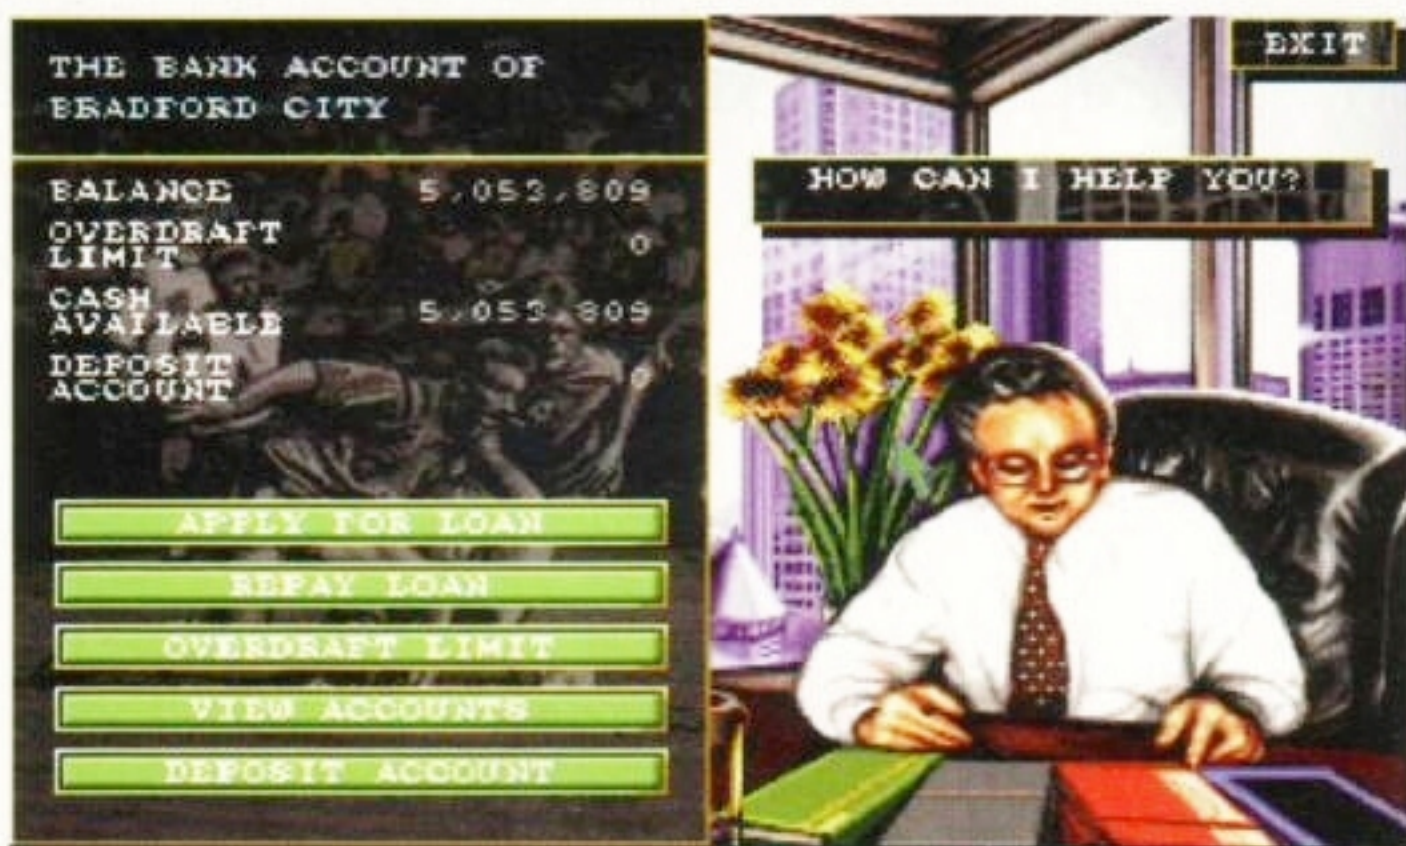 THE BANK ACCOUNT OF
BRADFORD CITY
BALANCE 5,053,809
OVERDRAFT
LIMIT 0
CASH
AVAILABLE 5,053,809
DEPOSIT
ACCOUNT 0
APPLY FOR LOAN
REPAY LOAN
OVERDRAFT LIMIT
VIEW ACCOUNTS
DEPOSIT ACCOUNT
EXIT
HOW CAN I HELP YOU?